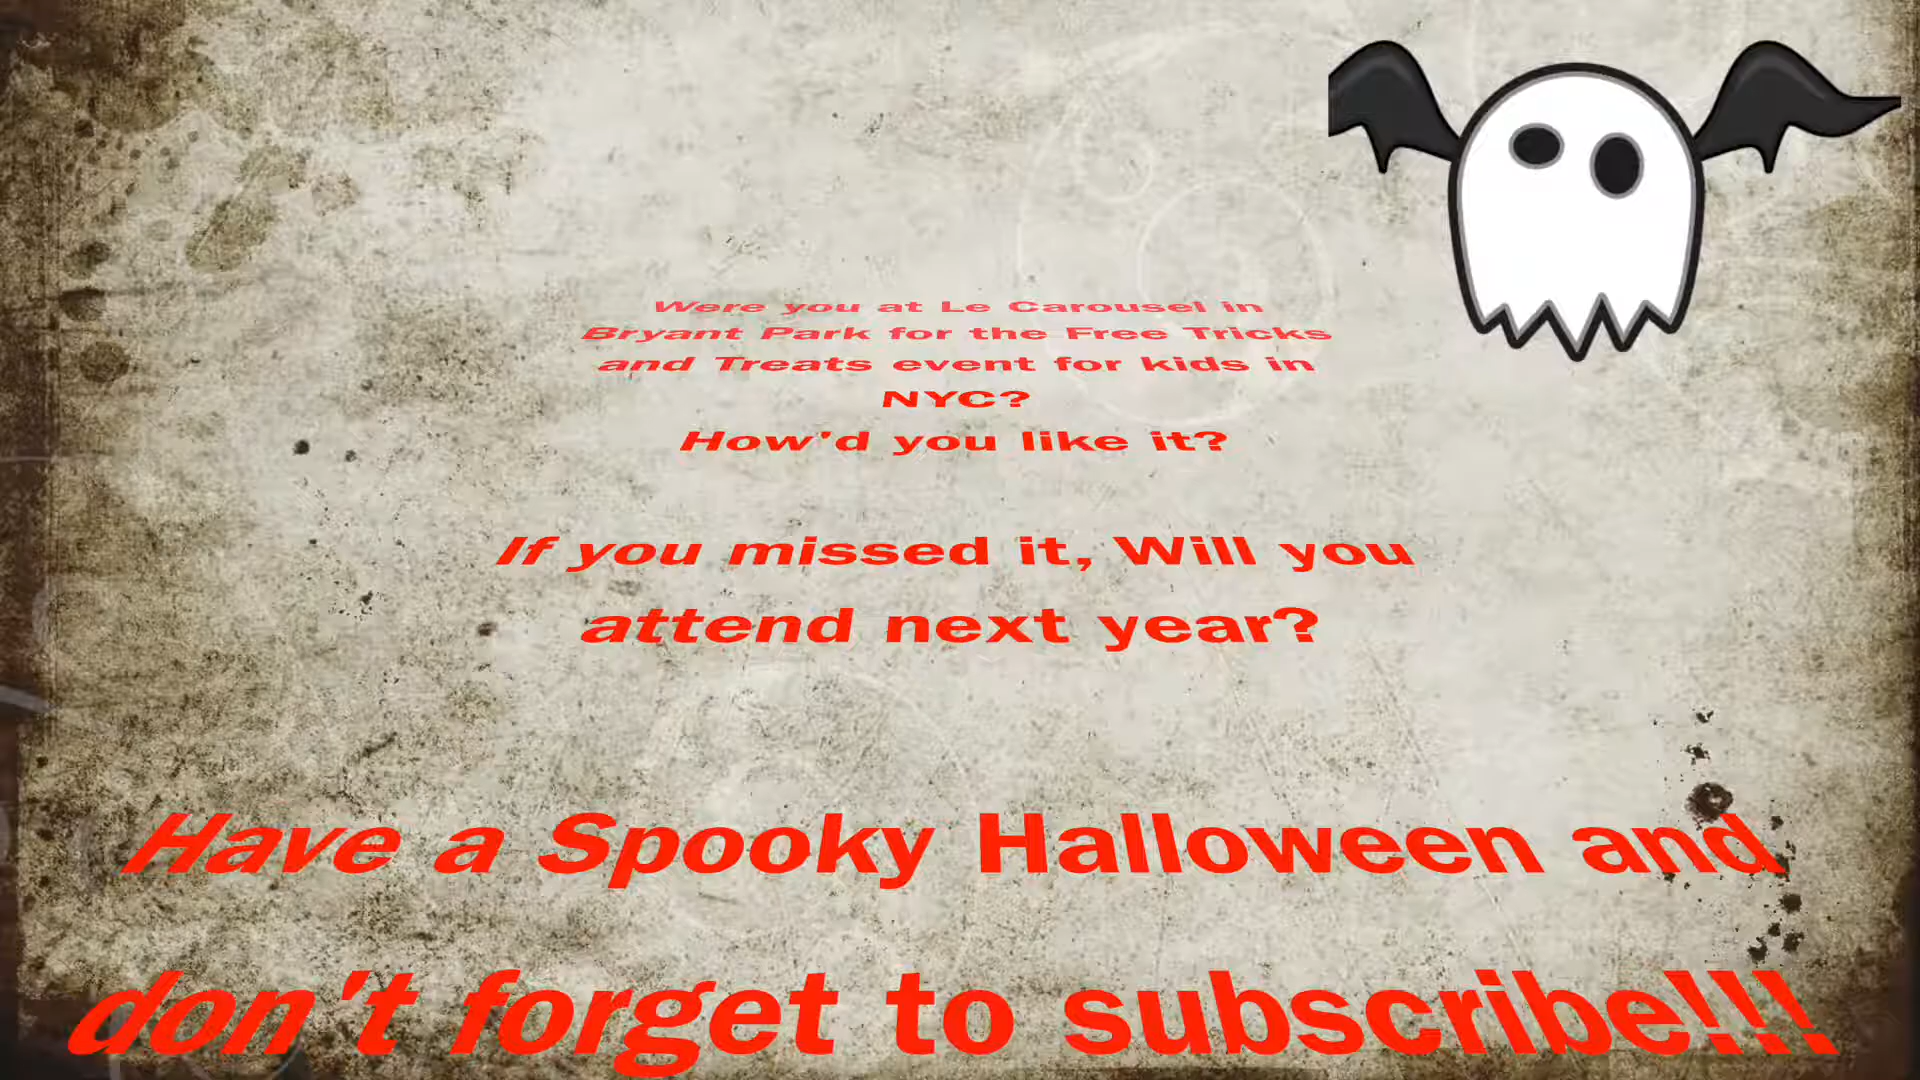 Were you at Le Carousel in
Bryant Park for the Free Tricks
and Treats event for kids in
NYC?
How'd you like it?
If you missed it, Will you
attend next year?
Have a Spooky Halloween and
don't forget to subscribe!!!